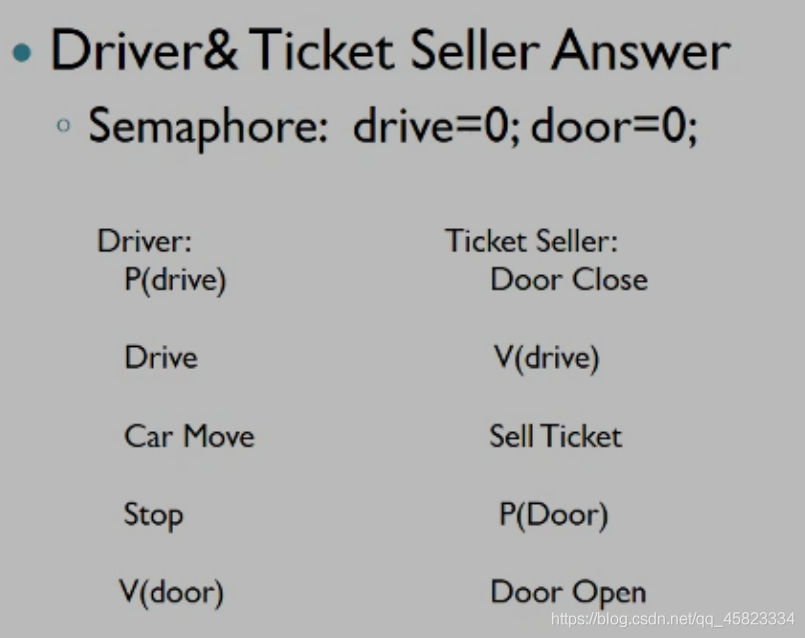 Driver& Ticket Seller Answer
Semaphore: drive=0; door=0;
Driver:
P(drive)
Drive
Car Move
Stop
V(door)
Ticket Seller:
Door Close
V(drive)
Sell Ticket
P(Door)
Door Open
https://blog.csdn.net/qq_45823334